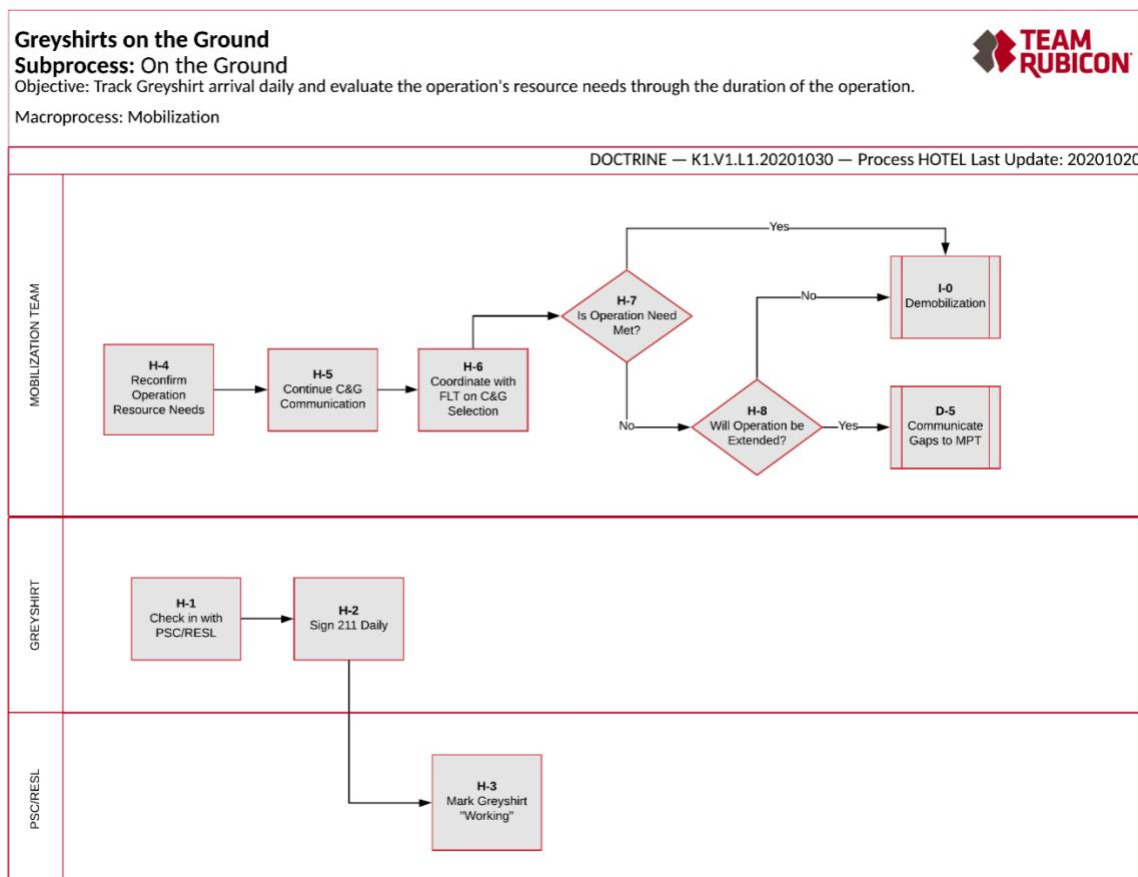 Greyshirts on the Ground
Subprocess: On the Ground
Objective: Track Greyshirt arrival daily and evaluate the operation's resource needs through the duration of the operation.
Macroprocess: Mobilization
TEAM
RUBICON
DOCTRINE — K1.V1.L1.20201030 — Process HOTEL Last Update: 20201020
MOBILIZATION TEAM
H-4
Reconfirm
Operation
Resource Needs
H-5
Continue C&G
Communication
H-6
Coordinate with
FLT on C&G
Selection
H-7
Is Operation Need
Met?
Yes
No
H-8
Will Operation be
Extended?
No
Yes
I-0
Demobilization
D-5
Communicate
Gaps to MPT
GREYSHIRT
H-1
Check in with
PSC/RESL
H-2
Sign 211 Daily
PSC/RESL
H-3
Mark Greyshirt
"Working"